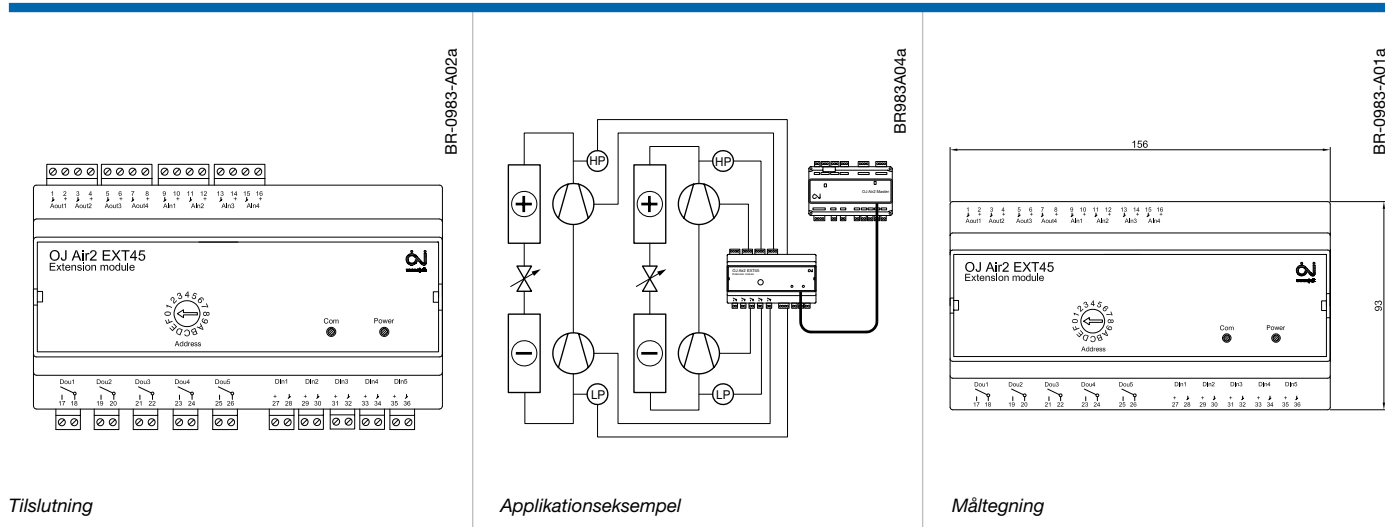 BR-0983-A02a
1 2 3 4 5 6 7 8 9 10 11 12 13 14 15 16
+ + + + + + + +
Aout1 Aout2 Aout3 Aout4 AIn1 AIn2 AIn3 AIn4
OJ Air2 EXT45
Extension module
0 1 2 3 4 5 6 7 8 9 A B C D E F
Address
Com Power
Dou1 Dou2 Dou3 Dou4 Dou5 DIn1 DIn2 DIn3 DIn4 DIn5
+ + + + +
17 18 19 20 21 22 23 24 25 26 27 28 29 30 31 32 33 34 35 36
Tilslutning
BR983A04a
HP HP
OJ Air2 Master
OJ Air2 EXT45
Extension module
LP LP
Applikationseksempel
BR-0983-A01a
156
1 2 3 4 5 6 7 8 9 10 11 12 13 14 15 16
+ + + + + + + +
Aout1 Aout2 Aout3 Aout4 AIn1 AIn2 AIn3 AIn4
OJ Air2 EXT45
Extension module
93
0 1 2 3 4 5 6 7 8 9 A B C D E F
Address
Com Power
Dou1 Dou2 Dou3 Dou4 Dou5 DIn1 DIn2 DIn3 DIn4 DIn5
+ + + + +
17 18 19 20 21 22 23 24 25 26 27 28 29 30 31 32 33 34 35 36
Måltegning